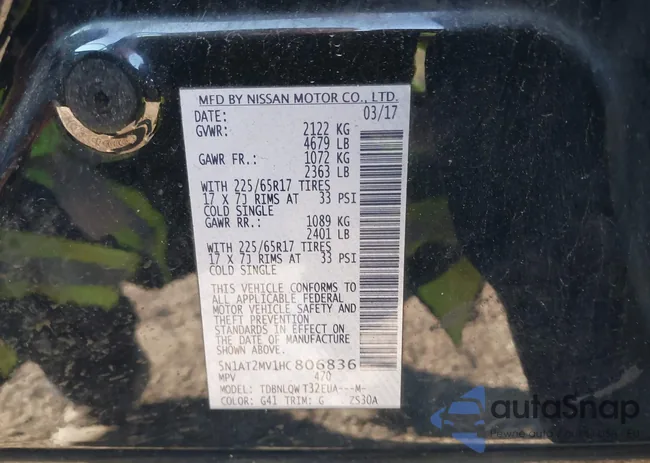 MFD BY NISSAN MOTOR CO., LTD.
DATE: 03/17
GVWR: 2122 KG
4679 LB
GAWR FR.: 1072 KG
2363 LB
WITH 225/65R17 TIRES
17 X 7J RIMS AT 33 PSI
COLD SINGLE
GAWR RR.: 1089 KG
2401 LB
WITH 225/65R17 TIRES
17 X 7J RIMS AT 33 PSI
COLD SINGLE
THIS VEHICLE CONFORMS TO
ALL APPLICABLE FEDERAL
MOTOR VEHICLE SAFETY AND
THEFT PREVENTION
STANDARDS IN EFFECT ON
THE DATE OF MANUFACTURE
SHOWN ABOVE.
5N1AT2MV1HC806836
MPV 470
MODEL: TDBNLQWT32EUA---M-
COLOR: G41 TRIM: G 2S30A
autoSnap
Pewne auto